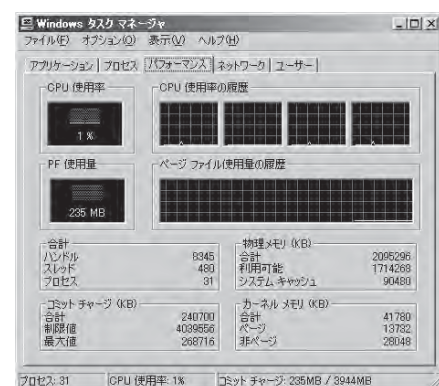 Windows タスク マネージャ
ファイル(F) オプション(O) 表示(V) ヘルプ(H)
アプリケーション プロセス パフォーマンス ネットワーク ユーザー
CPU 使用率
CPU 使用率の履歴
1 %
PF 使用量
ページ ファイル使用量の履歴
235 MB
合計
ハンドル 8345
スレッド 480
プロセス 31
物理メモリ (KB)
合計 2095296
利用可能 1714268
システム キャッシュ 90480
コミット チャージ (KB)
合計 240700
制限値 4039556
最大値 268716
カーネル メモリ (KB)
合計 41780
ページ 13732
非ページ 28048
プロセス: 31 CPU 使用率: 1% コミット チャージ: 235MB / 3944MB